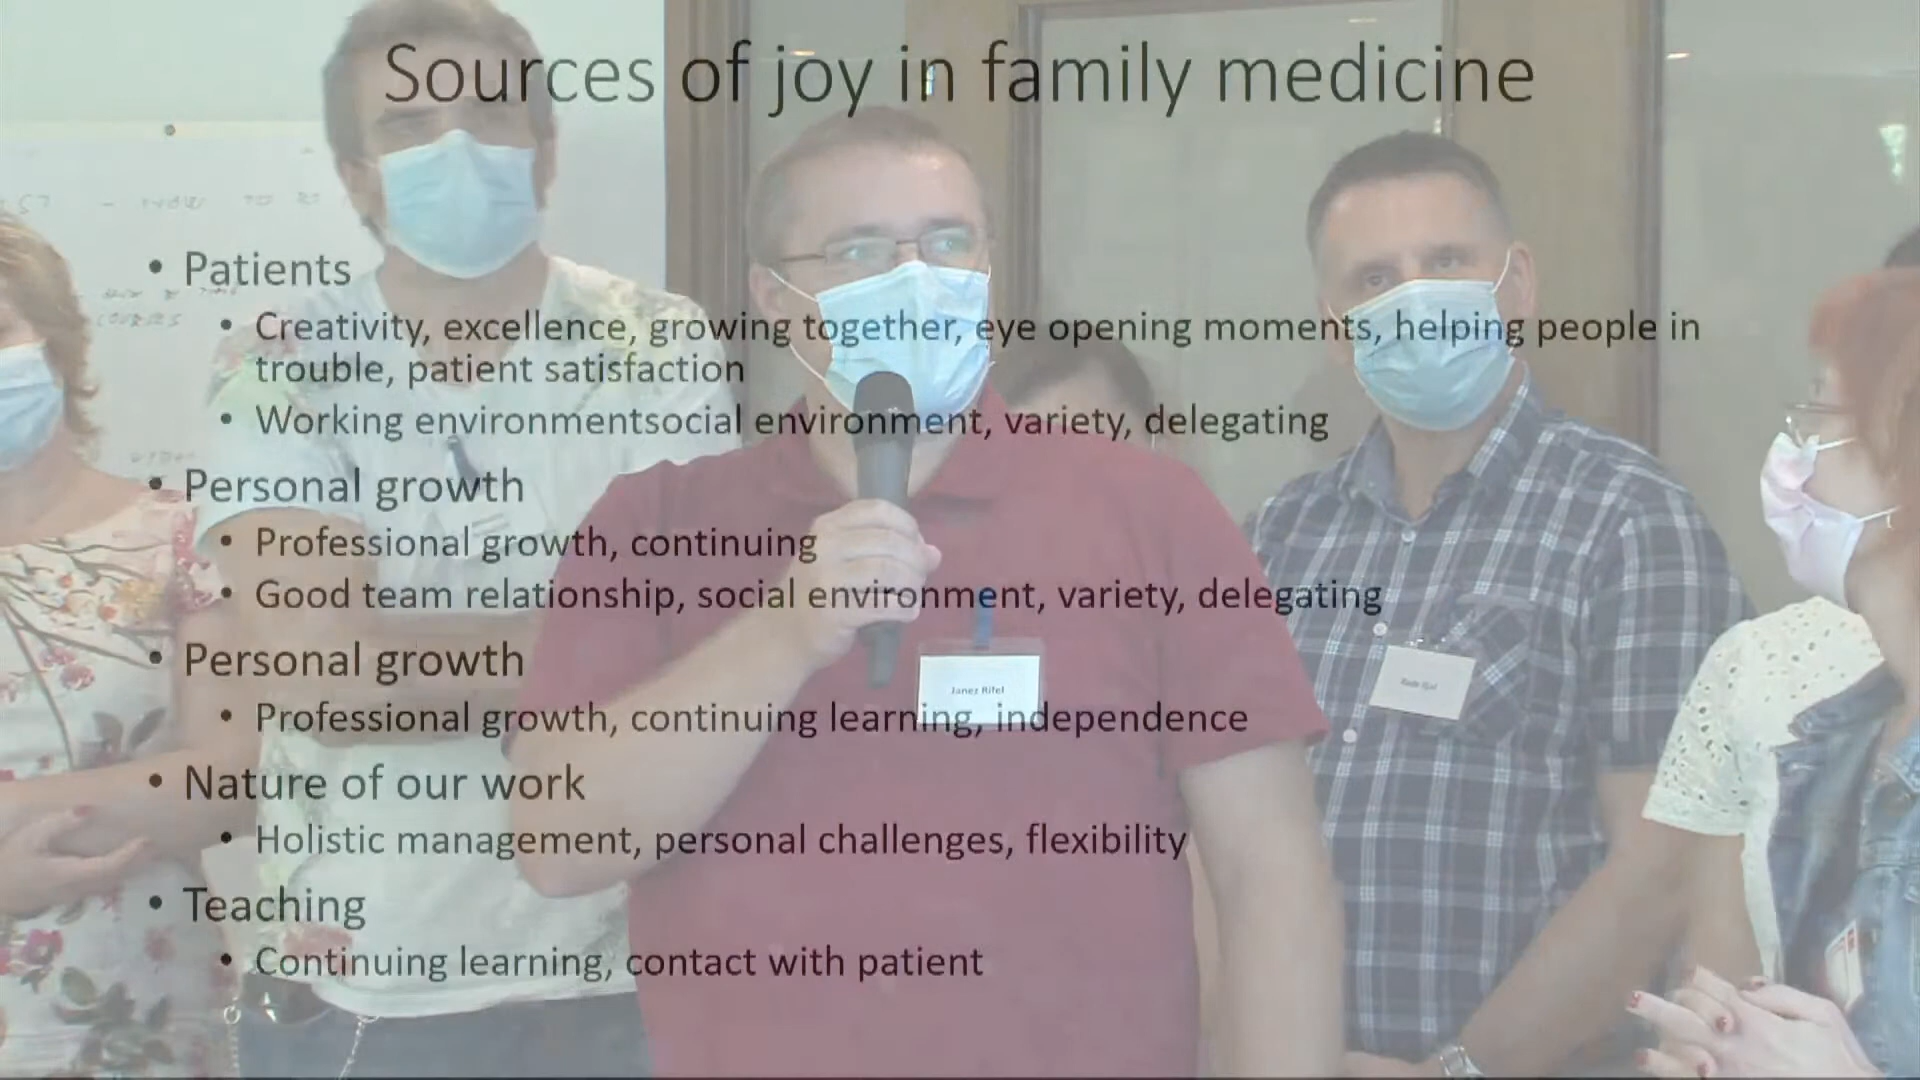 Sources of joy in family medicine
• Patients
• Creativity, excellence, growing together, eye opening moments, helping people in
trouble, patient satisfaction
• Working environmentsocial environment, variety, delegating
• Personal growth
• Professional growth, continuing
• Good team relationship, social environment, variety, delegating
• Personal growth
• Professional growth, continuing learning, independence
• Nature of our work
• Holistic management, personal challenges, flexibility
• Teaching
• Continuing learning, contact with patient
Janez Rifel